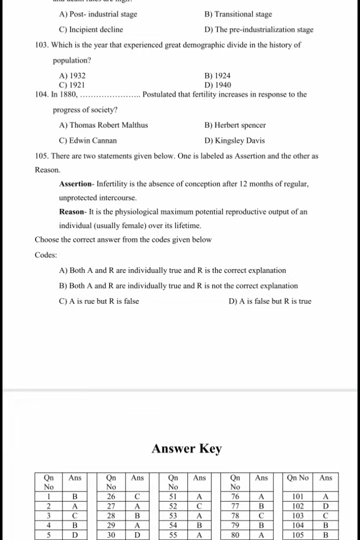 A) Post- industrial stage B) Transitional stage
C) Incipient decline D) The pre-industrialization stage
103. Which is the year that experienced great demographic divide in the history of
population?
A) 1932 B) 1924
C) 1921 D) 1940
104. In 1880, ………………….. Postulated that fertility increases in response to the
progress of society?
A) Thomas Robert Malthus B) Herbert spencer
C) Edwin Cannan D) Kingsley Davis
105. There are two statements given below. One is labeled as Assertion and the other as
Reason.
Assertion- Infertility is the absence of conception after 12 months of regular,
unprotected intercourse.
Reason- It is the physiological maximum potential reproductive output of an
individual (usually female) over its lifetime.
Choose the correct answer from the codes given below
Codes:
A) Both A and R are individually true and R is the correct explanation
B) Both A and R are individually true and R is not the correct explanation
C) A is rue but R is false D) A is false but R is true
Answer Key
Qn No Ans Qn No Ans Qn No Ans Qn No Ans Qn No Ans
1 B 26 C 51 A 76 A 101 A
2 A 27 A 52 C 77 B 102 D
3 C 28 B 53 A 78 C 103 C
4 B 29 A 54 B 79 B 104 B
5 D 30 D 55 A 80 A 105 B